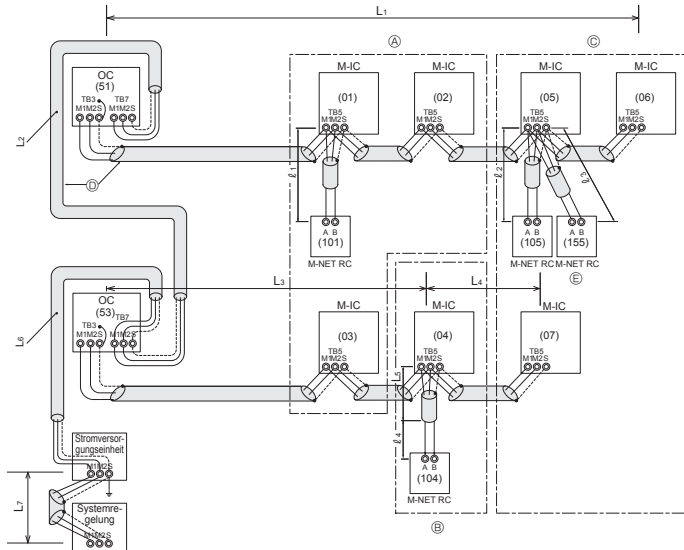 L1
A
C
M-IC
M-IC
M-IC
M-IC
OC
(51)
(01)
(02)
(05)
(06)
TB3
TB7
TB5
TB5
TB5
TB5
M1M2S
M1M2S
M1M2S
M1M2S
M1M2S
M1M2S
L2
ℓ1
ℓ2
ℓ3
D
A B
(101)
M-NET RC
A B
(105)
M-NET RC
A B
(155)
M-NET RC
E
L3
L4
OC
(53)
TB3
TB7
M1M2S
M1M2S
M-IC
(03)
TB5
M1M2S
M-IC
(04)
TB5
M1M2S
M-IC
(07)
TB5
M1M2S
L6
L5
ℓ4
Stromversor-
gungseinheit
M1M2S
A B
(104)
M-NET RC
B
L7
Systemre-
gelung
M1M2S